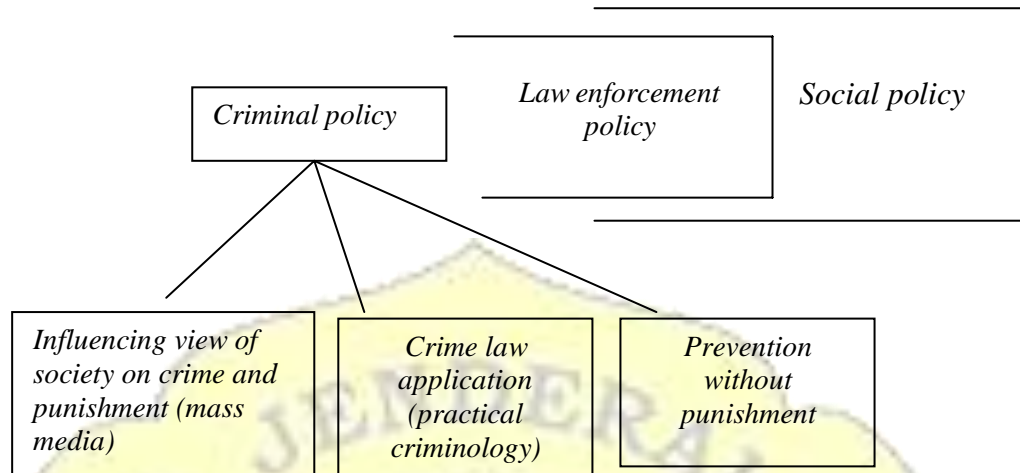 Criminal policy
Law enforcement
policy
Social policy
Influencing view of
society on crime and
punishment (mass
media)
Crime law
application
(practical
criminology)
Prevention
without
punishment
JENDERA